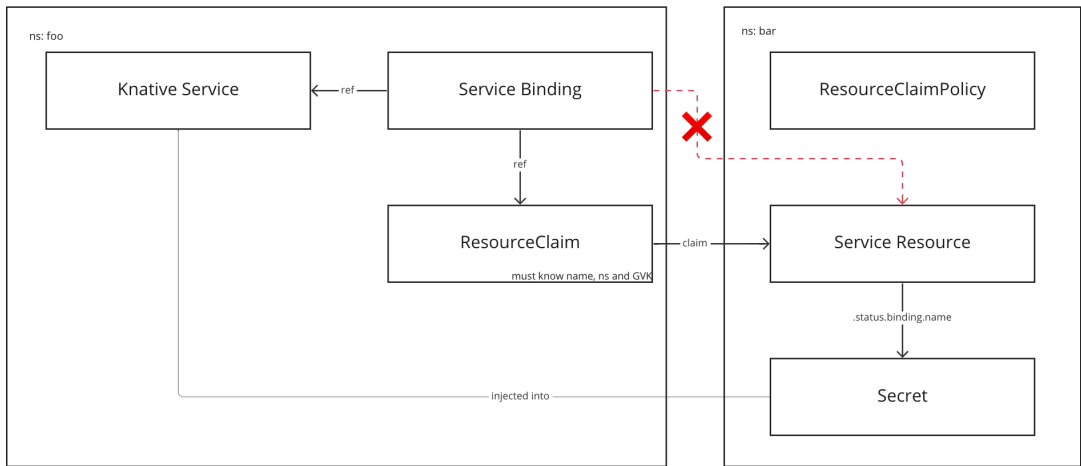 ns: foo
ns: bar
Knative Service
ref
Service Binding
ResourceClaimPolicy
ref
ResourceClaim
must know name, ns and GVK
claim
Service Resource
.status.binding.name
injected into
Secret